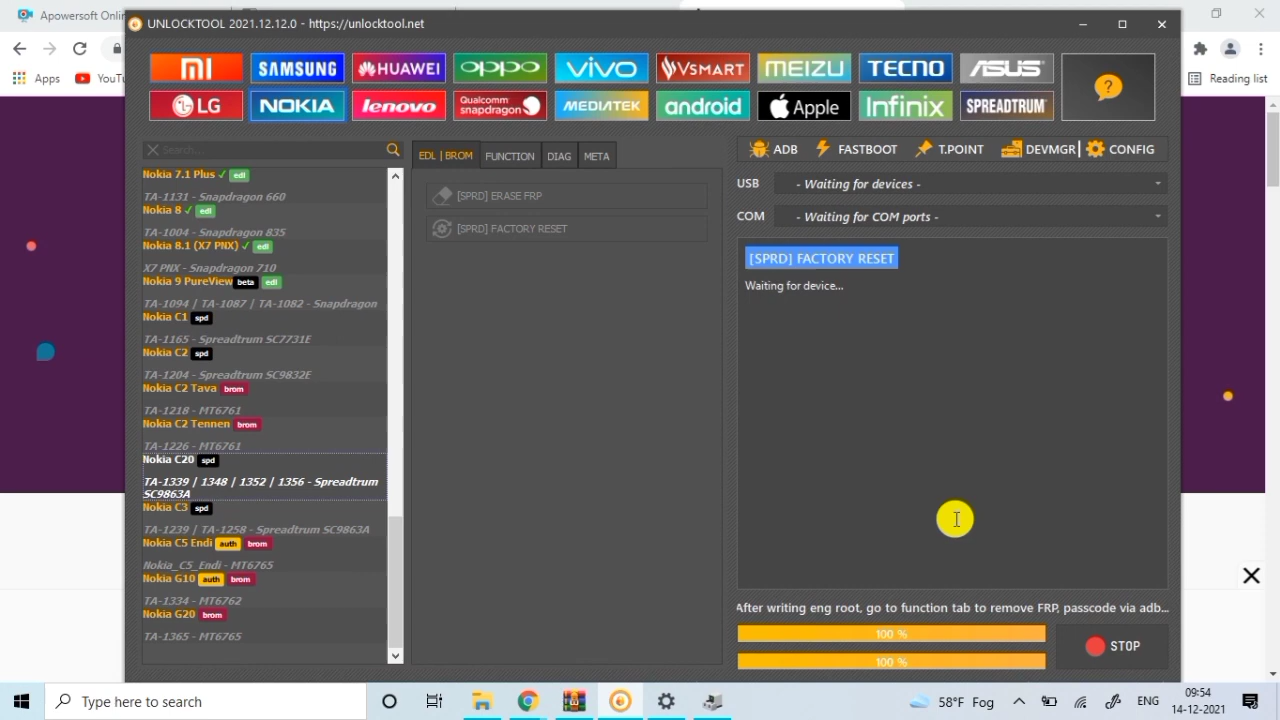 Apowersoft Onlin
UNLOCKTOOL 2021.12.12.0 - https://unlocktool.net
Apps
YouTu
Reading list
SAMSUNG
HUAWEI
oppo
vivo
VSMART
MEIZU
TECNO
ASUS
LG
NOKIA
lenovo
Qualcomm snapdragon
MEDIATEK
android
Apple
Infinix
SPREADTRUM
?
Search...
EDL | BROM
FUNCTION
DIAG
META
ADB
FASTBOOT
T.POINT
DEVMGR
CONFIG
USB
- Waiting for devices -
COM
- Waiting for COM ports -
Nokia 7.1 Plus ✓ edl
TA-1131 - Snapdragon 660
Nokia 8 ✓ edl
TA-1004 - Snapdragon 835
Nokia 8.1 (X7 PNX) ✓ edl
X7 PNX - Snapdragon 710
Nokia 9 PureView beta edl
TA-1094 | TA-1087 | TA-1082 - Snapdragon
Nokia C1 spd
TA-1165 - Spreadtrum SC7731E
Nokia C2 spd
TA-1204 - Spreadtrum SC9832E
Nokia C2 Tava brom
TA-1218 - MT6761
Nokia C2 Tennen brom
TA-1226 - MT6761
Nokia C20 spd
TA-1339 | 1348 | 1352 | 1356 - Spreadtrum
SC9863A
Nokia C3 spd
TA-1239 | TA-1258 - Spreadtrum SC9863A
Nokia C5 Endi auth brom
Nokia_C5_Endi - MT6765
Nokia G10 auth brom
TA-1334 - MT6762
Nokia G20 brom
TA-1365 - MT6765
[SPRD] ERASE FRP
[SPRD] FACTORY RESET
[SPRD] FACTORY RESET
Waiting for device...
After writing eng root, go to function tab to remove FRP, passcode via adb...
100 %
100 %
STOP
Type here to search
58°F Fog
ENG
09:54
14-12-2021